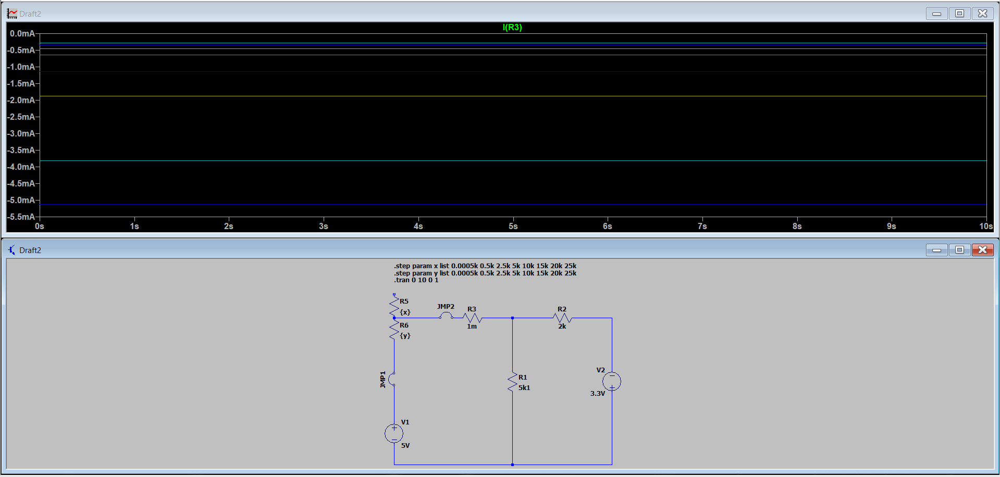 Draft2
I(R3)
0.0mA
-0.5mA
-1.0mA
-1.5mA
-2.0mA
-2.5mA
-3.0mA
-3.5mA
-4.0mA
-4.5mA
-5.0mA
-5.5mA
0s 1s 2s 3s 4s 5s 6s 7s 8s 9s 10s
Draft2
.step param x list 0.0005k 0.5k 2.5k 5k 10k 15k 20k 25k
.step param y list 0.0005k 0.5k 2.5k 5k 10k 15k 20k 25k
.tran 0 10 0 1
R5
{x}
JMP2
R3
1m
R2
2k
R6
{y}
JMP1
R1
5k1
V2
3.3V
V1
5V